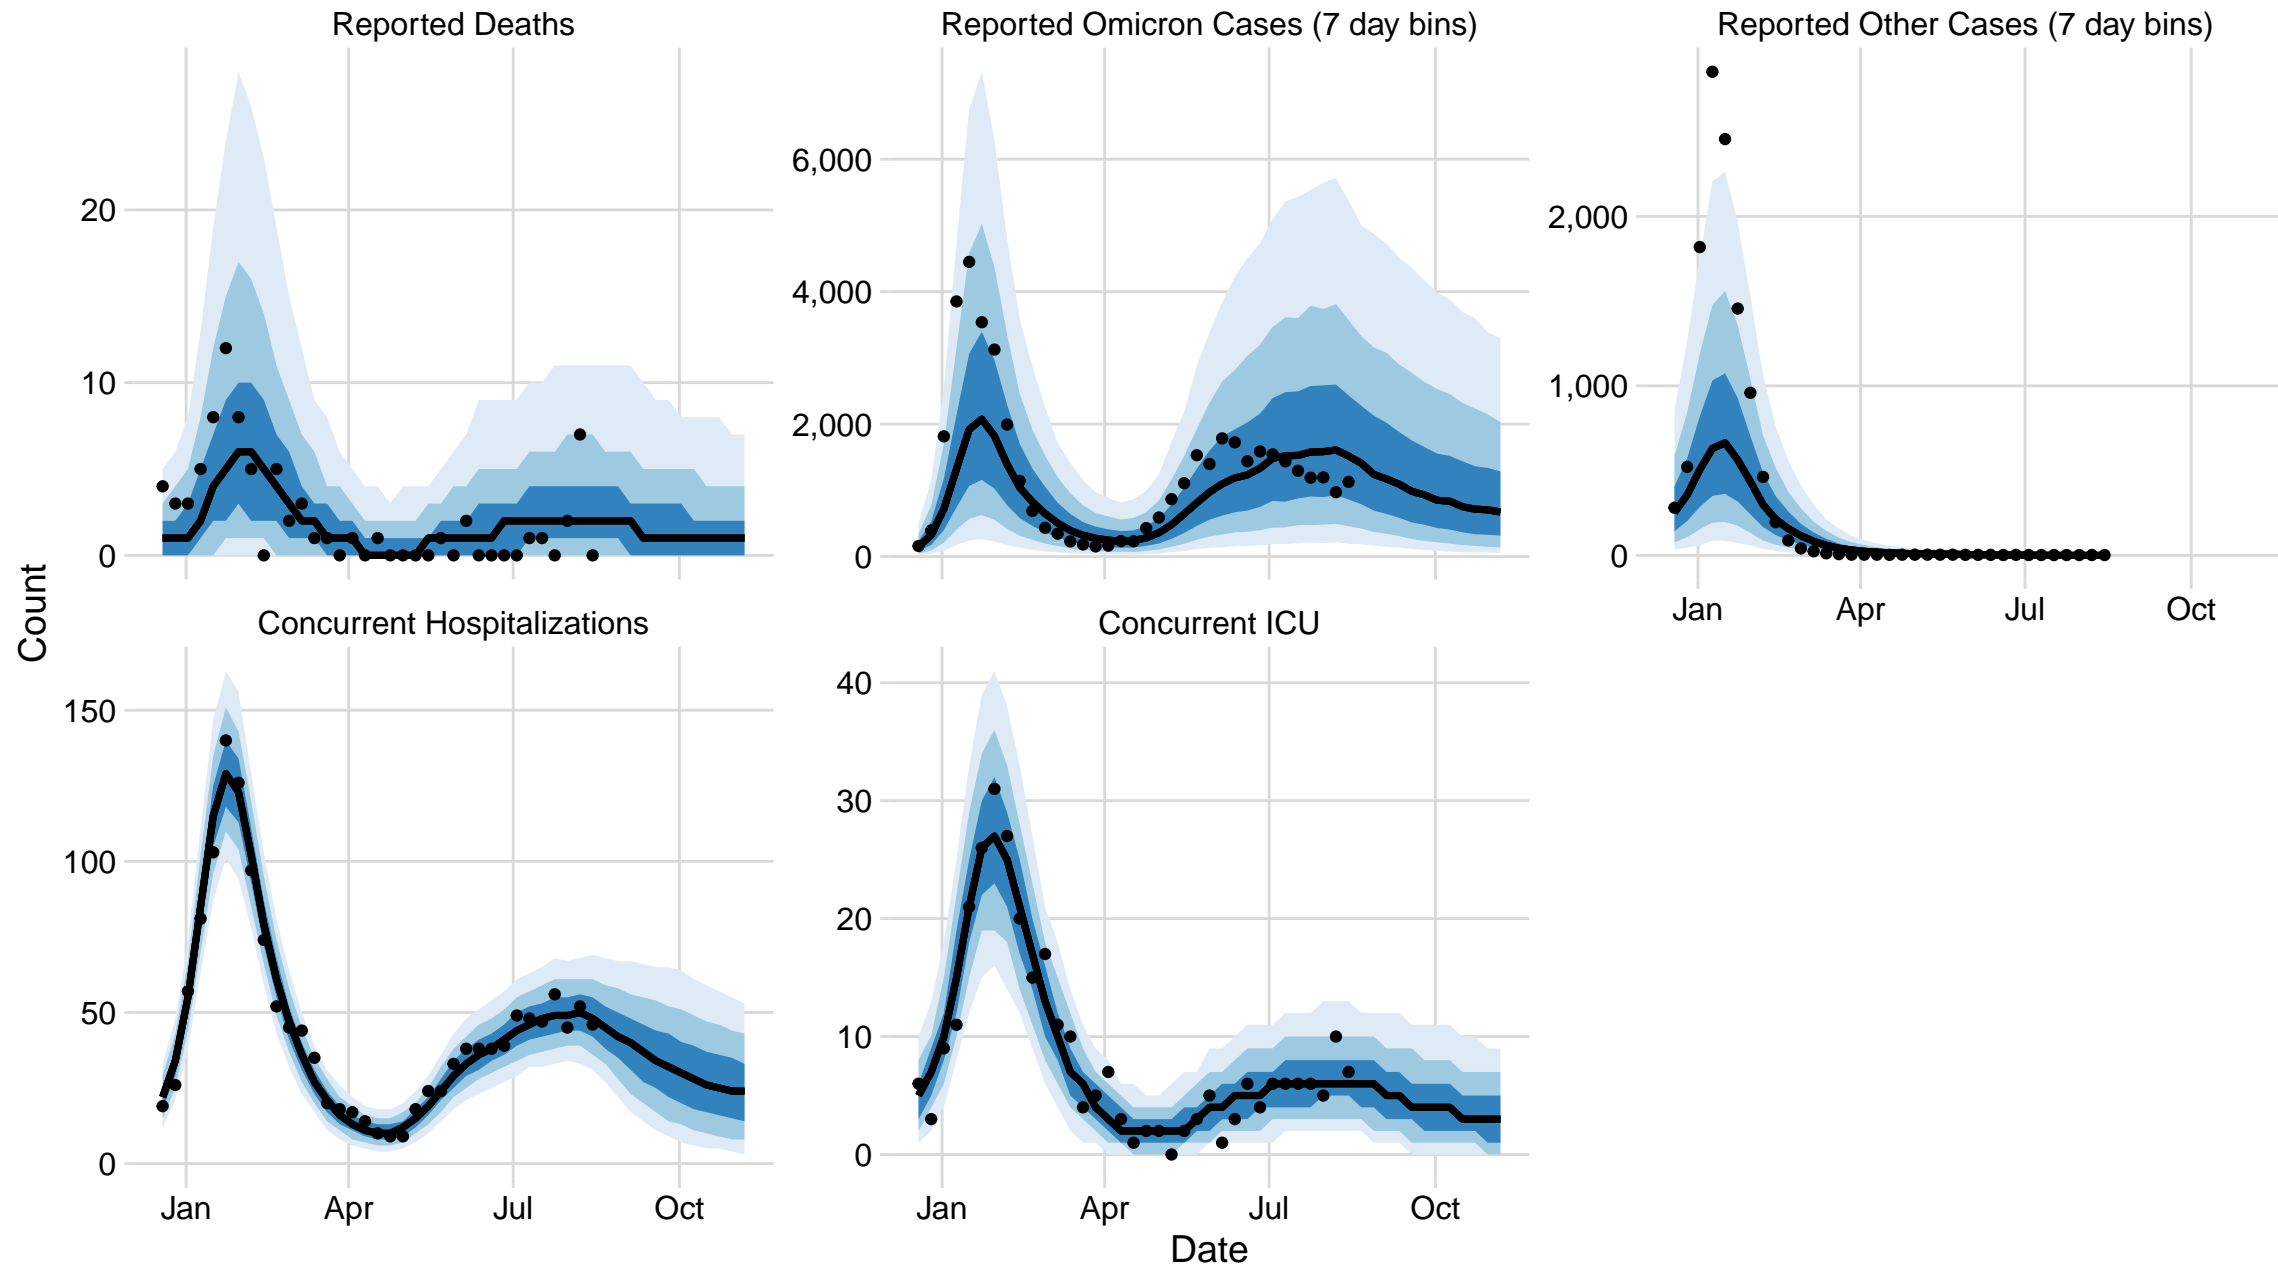 Reported Deaths
Reported Omicron Cases (7 day bins)
Reported Other Cases (7 day bins)
20
10
0
6,000
4,000
2,000
0
2,000
1,000
0
Jan Apr Jul Oct
Count
Concurrent Hospitalizations
Concurrent ICU
150
100
50
0
40
30
20
10
0
Jan Apr Jul Oct
Jan Apr Jul Oct
Date